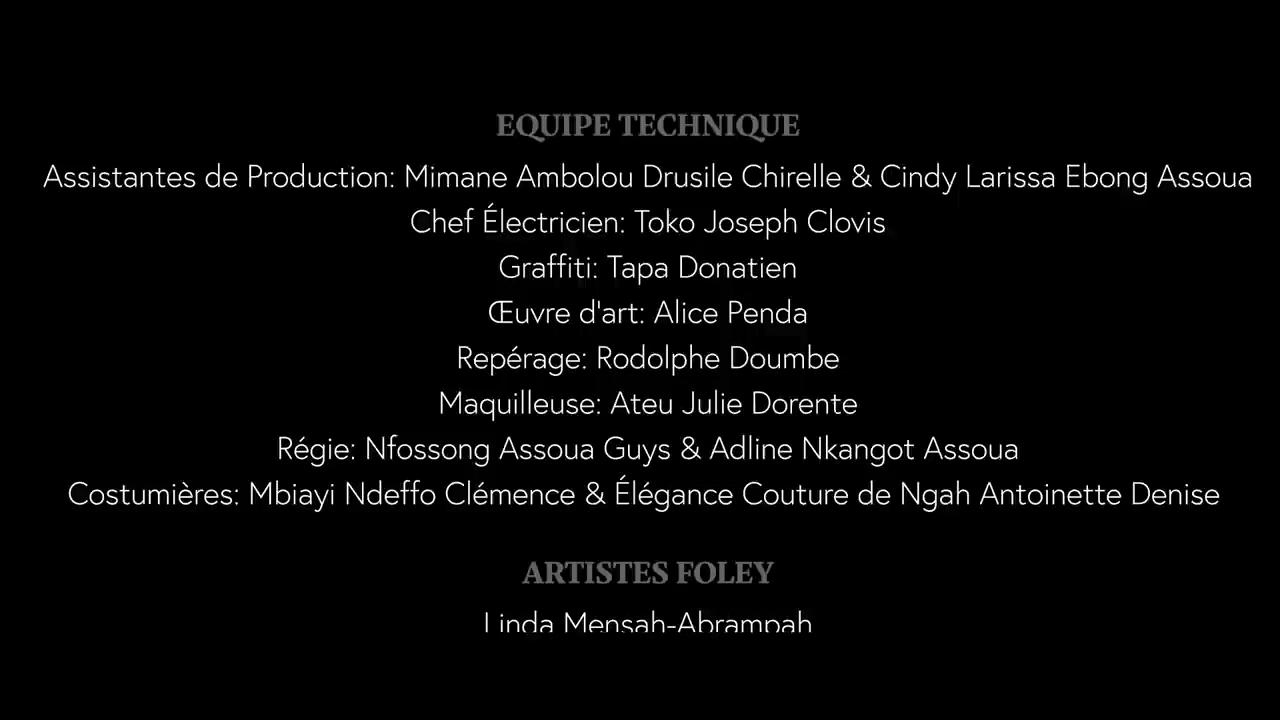 EQUIPE TECHNIQUE
Assistantes de Production: Mimane Ambolou Drusile Chirelle & Cindy Larissa Ebong Assoua
Chef Électricien: Toko Joseph Clovis
Graffiti: Tapa Donatien
Œuvre d'art: Alice Penda
Repérage: Rodolphe Doumbe
Maquilleuse: Ateu Julie Dorente
Régie: Nfossong Assoua Guys & Adline Nkangot Assoua
Costumières: Mbiayi Ndeffo Clémence & Élégance Couture de Ngah Antoinette Denise
ARTISTES FOLEY
Linda Mensah-Abrampah